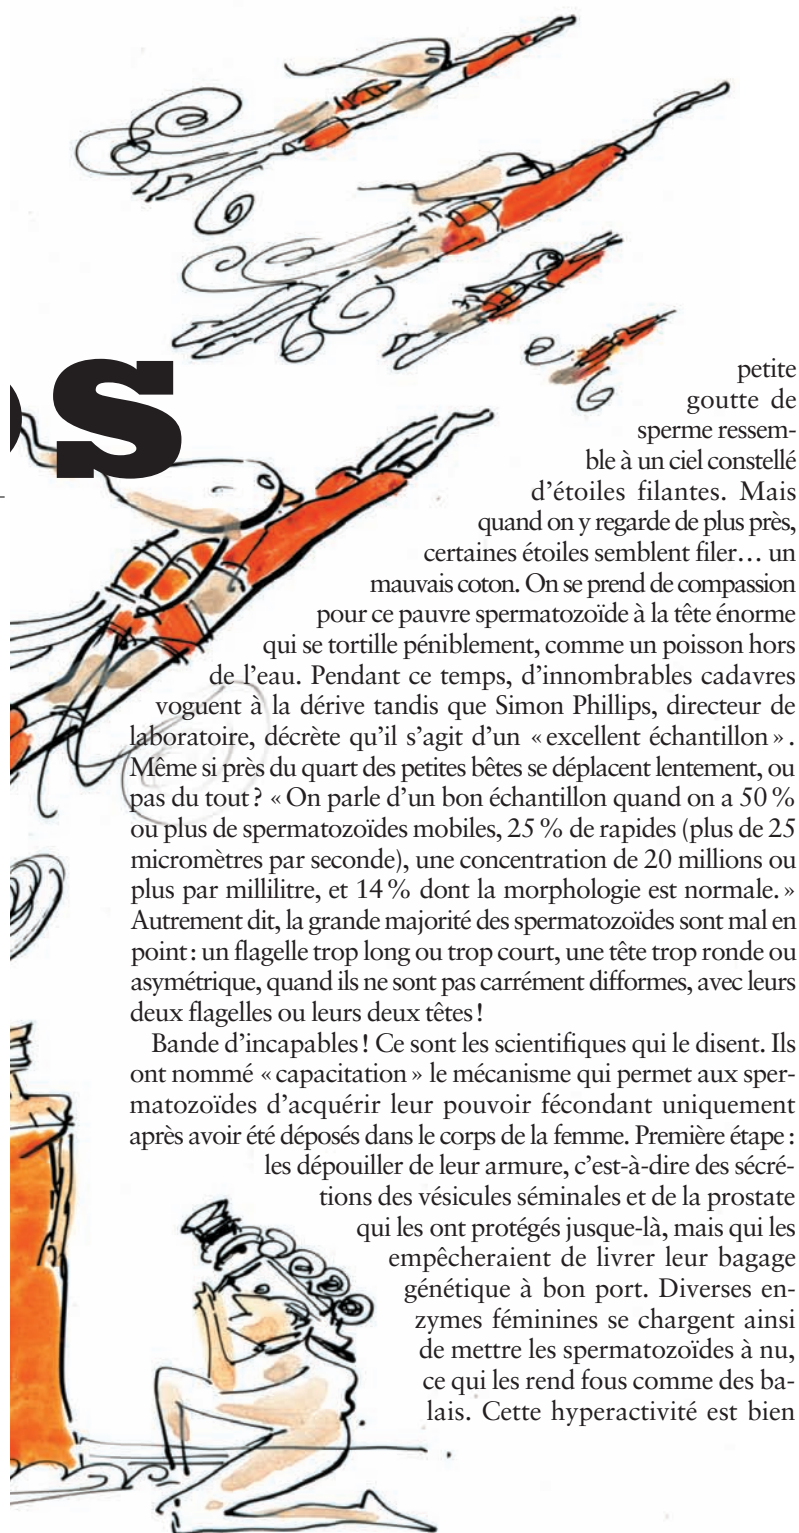 os
petite
goutte de
sperme ressem-
ble à un ciel constellé
d’étoiles filantes. Mais
quand on y regarde de plus près,
certaines étoiles semblent filer… un
mauvais coton. On se prend de compassion
pour ce pauvre spermatozoïde à la tête énorme
qui se tortille péniblement, comme un poisson hors
de l’eau. Pendant ce temps, d’innombrables cadavres
voguent à la dérive tandis que Simon Phillips, directeur de
laboratoire, décrète qu’il s’agit d’un « excellent échantillon ».
Même si près du quart des petites bêtes se déplacent lentement, ou
pas du tout ? « On parle d’un bon échantillon quand on a 50 %
ou plus de spermatozoïdes mobiles, 25 % de rapides (plus de 25
micromètres par seconde), une concentration de 20 millions ou
plus par millilitre, et 14 % dont la morphologie est normale. »
Autrement dit, la grande majorité des spermatozoïdes sont mal en
point : un flagelle trop long ou trop court, une tête trop ronde ou
asymétrique, quand ils ne sont pas carrément difformes, avec leurs
deux flagelles ou leurs deux têtes !
Bande d’incapables ! Ce sont les scientifiques qui le disent. Ils
ont nommé « capacitation » le mécanisme qui permet aux sper-
matozoïdes d’acquérir leur pouvoir fécondant uniquement
après avoir été déposés dans le corps de la femme. Première étape :
les dépouiller de leur armure, c’est-à-dire des sécré-
tions des vésicules séminales et de la prostate
qui les ont protégés jusque-là, mais qui les
empêcheraient de livrer leur bagage
génétique à bon port. Diverses en-
zymes féminines se chargent ainsi
de mettre les spermatozoïdes à nu,
ce qui les rend fous comme des ba-
lais. Cette hyperactivité est bien